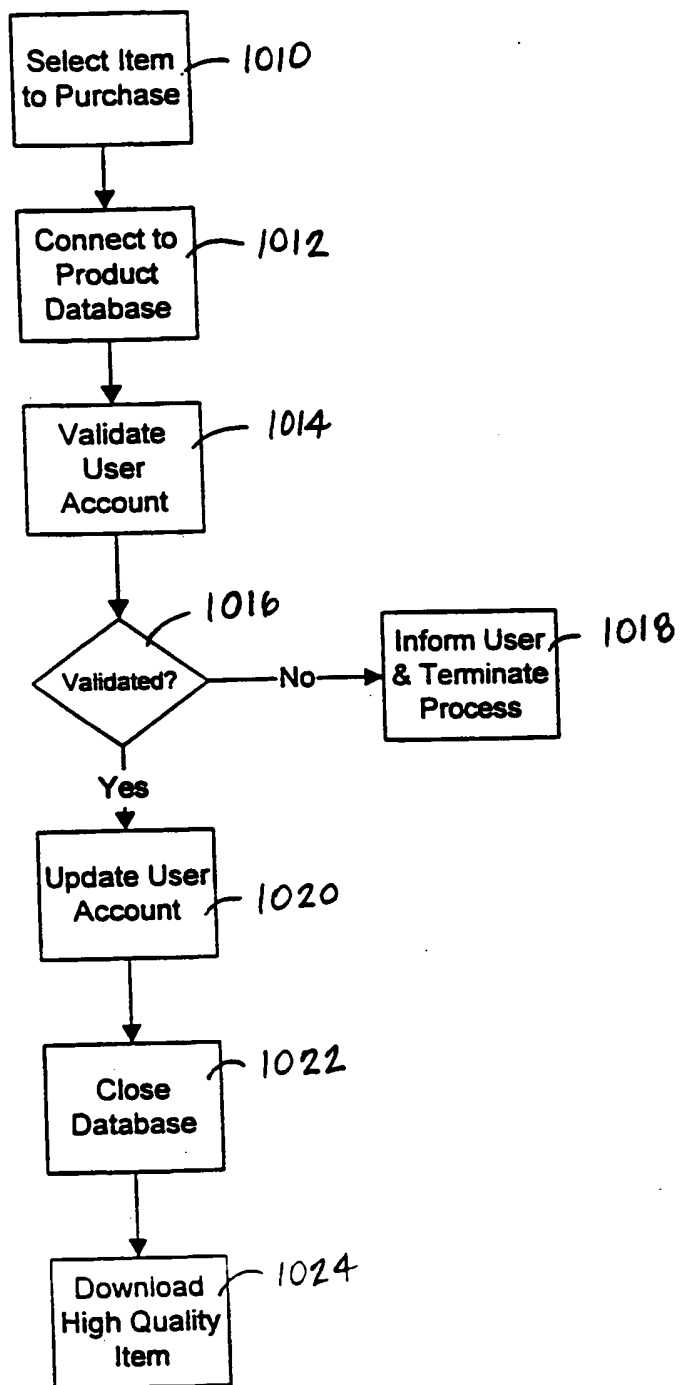 Select Item
to Purchase
1010
Connect to
Product
Database
1012
Validate
User
Account
1014
Validated?
1016
No
Inform User
& Terminate
Process
1018
Yes
Update User
Account
1020
Close
Database
1022
Download
High Quality
Item
1024